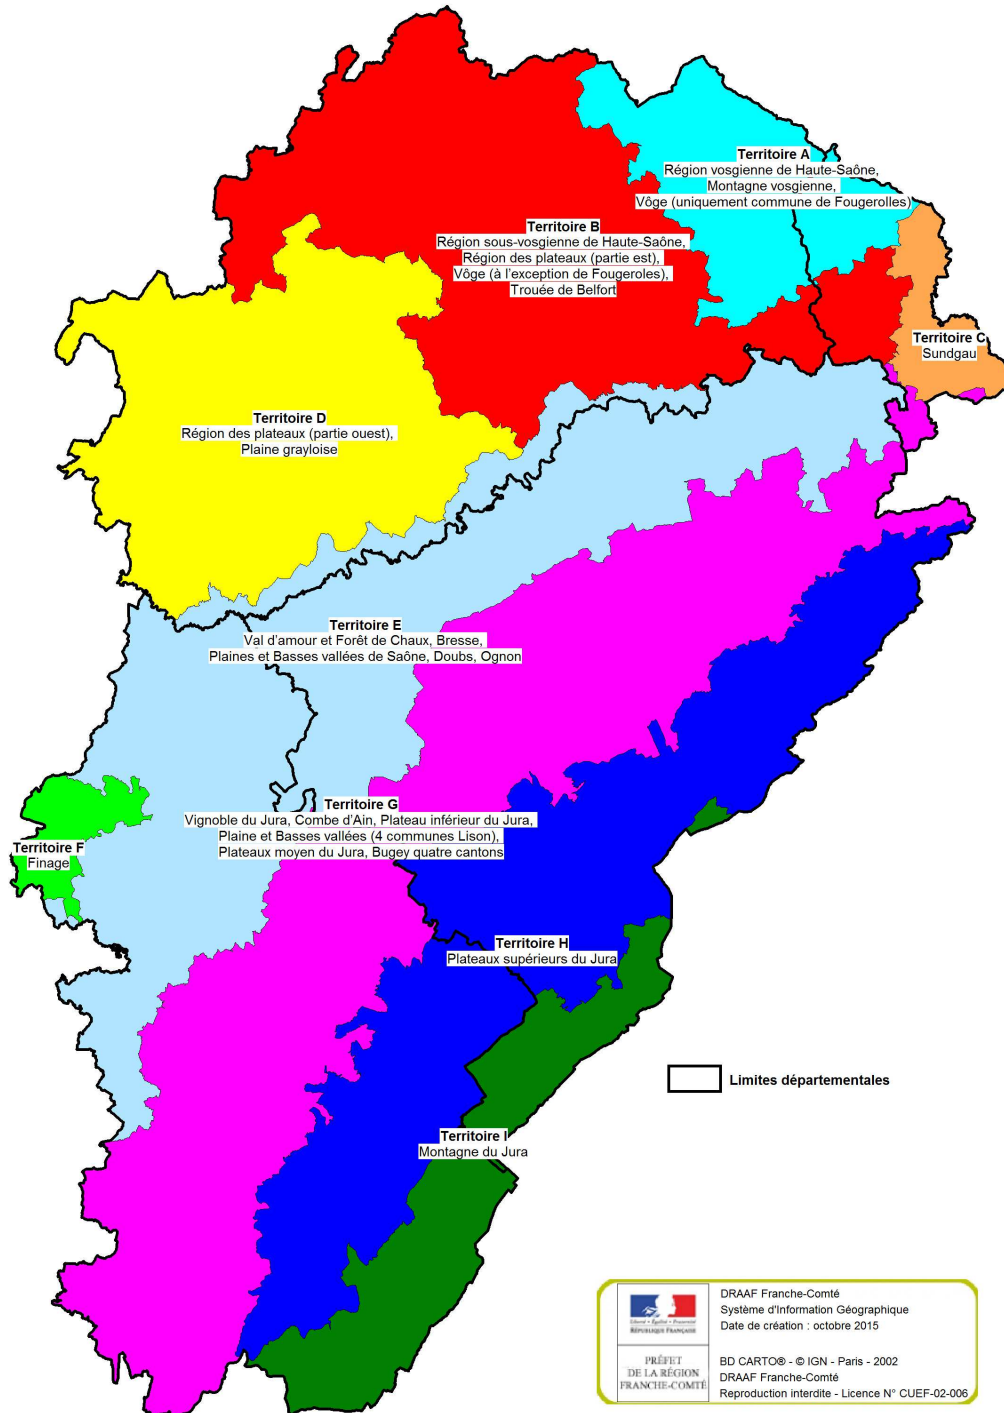 Territoire A
Région vosgienne de Haute-Saône,
Montagne vosgienne,
Vôge (uniquement commune de Fougerolles)
Territoire B
Région sous-vosgienne de Haute-Saône,
Région des plateaux (partie est),
Vôge (à l'exception de Fougeroles),
Trouée de Belfort
Territoire C
Sundgau
Territoire D
Région des plateaux (partie ouest),
Plaine grayloise
Territoire E
Val d'amour et Forêt de Chaux, Bresse,
Plaines et Basses vallées de Saône, Doubs, Ognon
Territoire G
Vignoble du Jura, Combe d'Ain, Plateau inférieur du Jura,
Plaine et Basses vallées (4 communes Lison),
Plateaux moyen du Jura, Bugey quatre cantons
Territoire F
Finage
Territoire H
Plateaux supérieurs du Jura
Limites départementales
Territoire I
Montagne du Jura
Liberté • Égalité • Fraternité
RÉPUBLIQUE FRANÇAISE
PRÉFET
DE LA RÉGION
FRANCHE-COMTÉ
DRAAF Franche-Comté
Système d'Information Géographique
Date de création : octobre 2015
BD CARTO® - © IGN - Paris - 2002
DRAAF Franche-Comté
Reproduction interdite - Licence N° CUEF-02-006